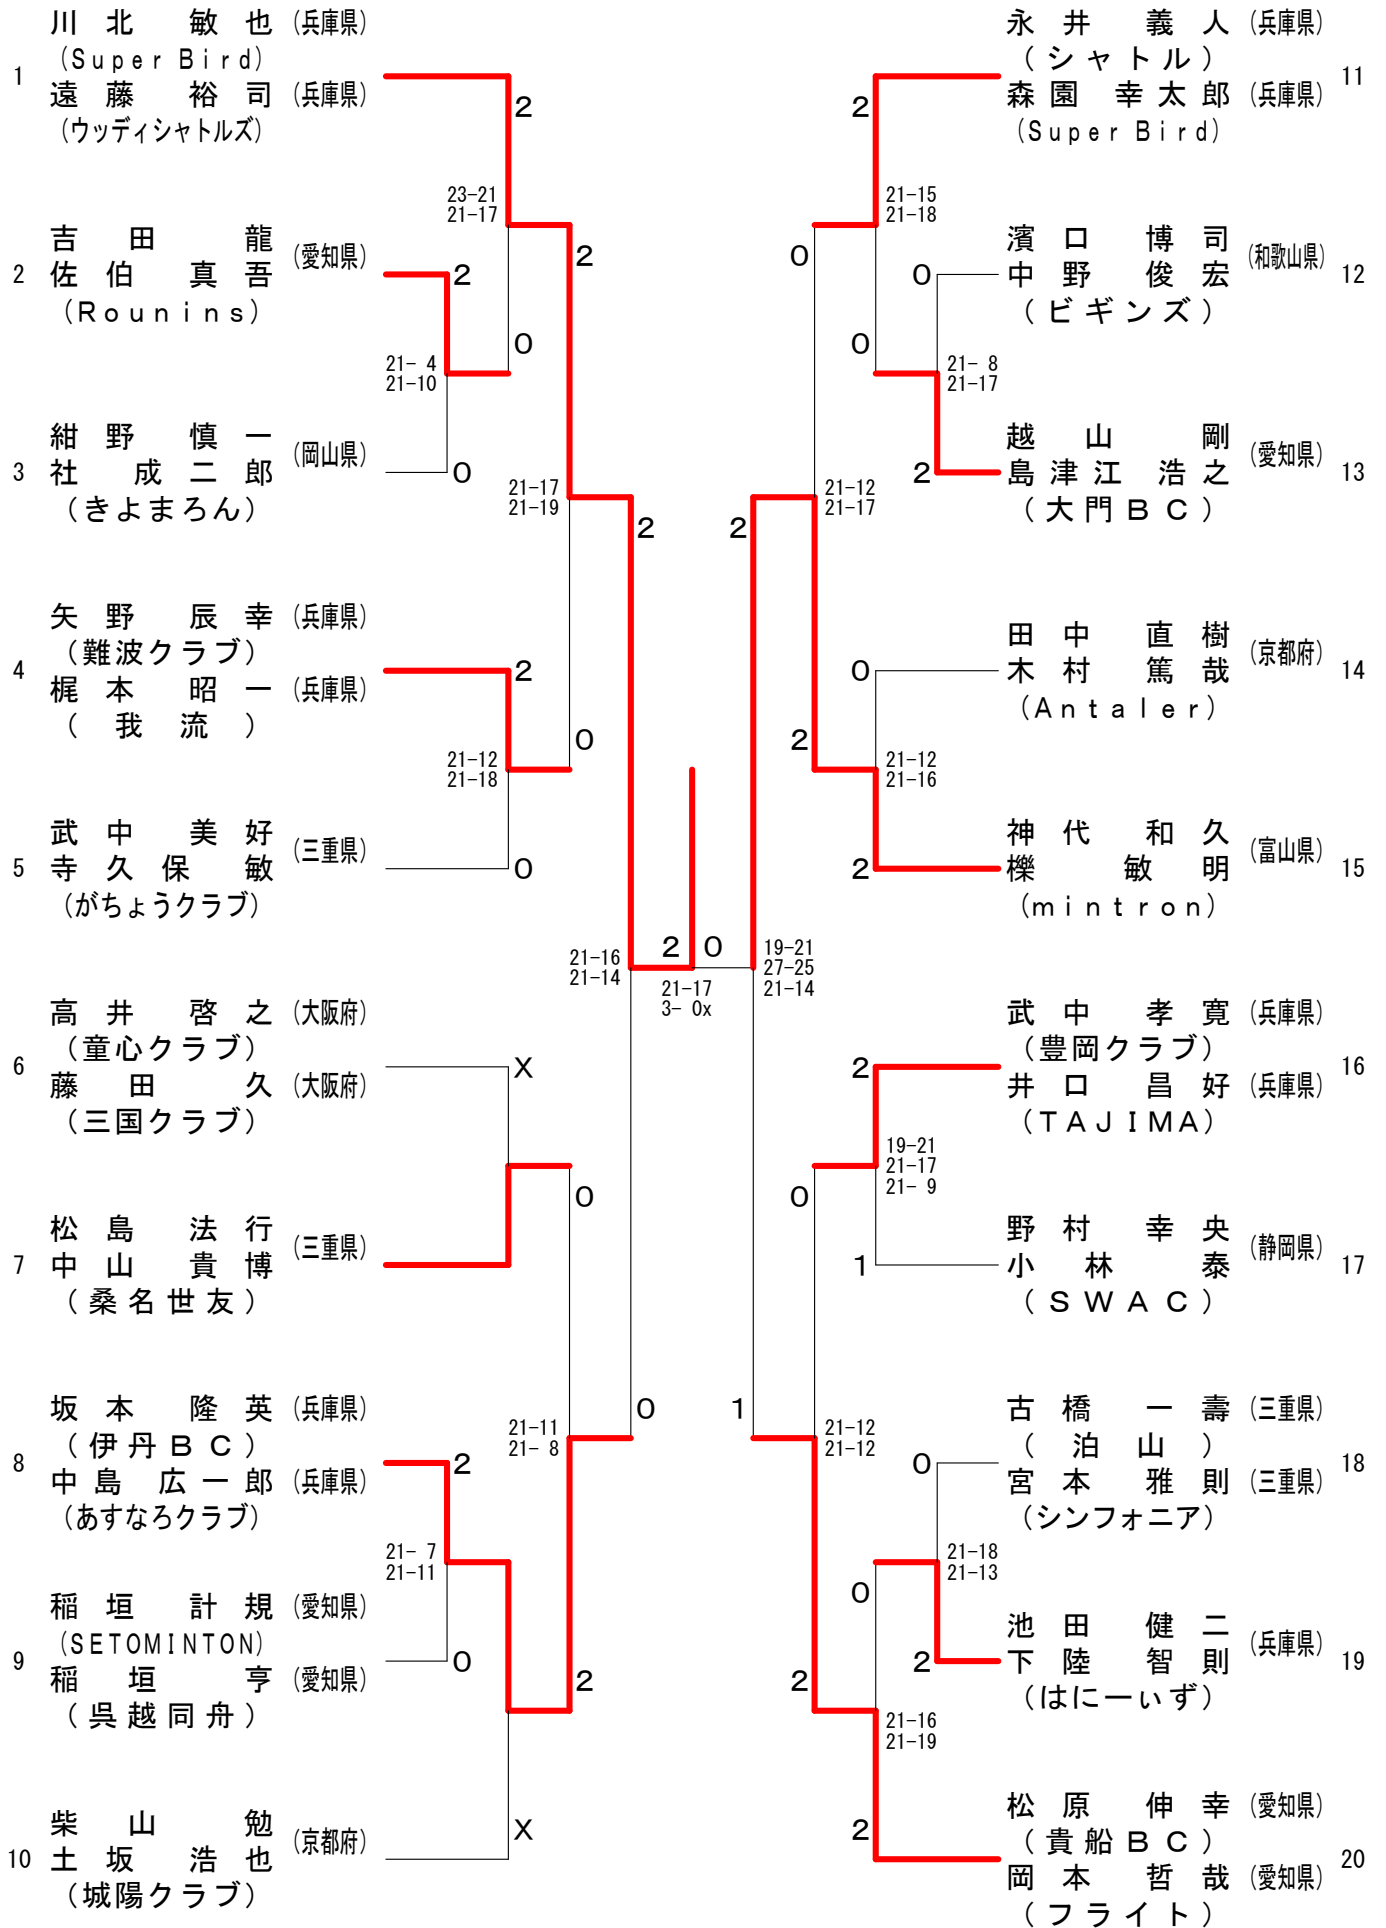 川北 敏也 (兵庫県)
(Super Bird)
1
遠藤 裕司 (兵庫県)
(ウッディシャトルズ)
2
23-21
21-17
吉田 龍
(愛知県)
2 佐伯 真吾
(Rounins)
2
2
0
21- 4
21-10
紺野 慎一
(岡山県)
3 社 成二郎
(きよまろん)
0
21-17
21-19
2
矢野 辰幸 (兵庫県)
(難波クラブ)
4
梶本 昭一 (兵庫県)
(我流)
2
0
21-12
21-18
武中 美好
(三重県)
5 寺久保 敏
(がちょうクラブ)
0
21-16
21-14
2 0
21-17
3- 0x
高井 啓之 (大阪府)
(童心クラブ)
6
藤田 久 (大阪府)
(三国クラブ)
X
0
松島 法行
(三重県)
7 中山 貴博
(桑名世友)
0
坂本 隆英 (兵庫県)
(伊丹BC)
8
中島 広一郎 (兵庫県)
(あすなろクラブ)
21-11
21- 8
2
21- 7
21-11
稲垣 計規 (愛知県)
(SETOMINTON)
9
稲垣 亨 (愛知県)
(呉越同舟)
0
2
柴山 勉
(京都府)
10 土坂 浩也
(城陽クラブ)
X
永井 義人 (兵庫県)
(シャトル)
11
森園 幸太郎 (兵庫県)
(Super Bird)
2
21-15
21-18
濱口 博司
(和歌山県)
中野 俊宏 12
(ビギンズ)
0
0
0
21- 8
21-17
越山 剛
(愛知県)
島津江 浩之 13
(大門BC)
2
21-12
21-17
2
田中 直樹
(京都府)
木村 篤哉 14
(Antaler)
0
2
21-12
21-16
神代 和久
(富山県)
櫟 敏明 15
(mintron)
2
19-21
27-25
21-14
武中 孝寛 (兵庫県)
(豊岡クラブ)
16
井口 昌好 (兵庫県)
(TAJIMA)
2
19-21
21-17
21- 9
0
野村 幸央
(静岡県)
小林 泰 17
(SWAC)
1
1
21-12
21-12
古橋 一壽 (三重県)
(泊山)
18
宮本 雅則 (三重県)
(シンフォニア)
0
21-18
21-13
0
池田 健二
(兵庫県)
下陸 智則 19
(はにーぃず)
2
2
21-16
21-19
松原 伸幸 (愛知県)
(貴船BC)
20
岡本 哲哉 (愛知県)
(フライト)
2